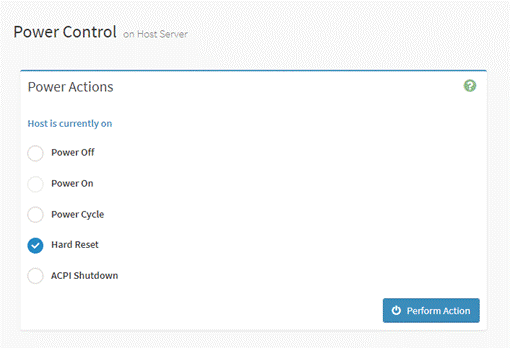 Power Control on Host Server
Power Actions
Host is currently on
Power Off
Power On
Power Cycle
Hard Reset
ACPI Shutdown
Perform Action